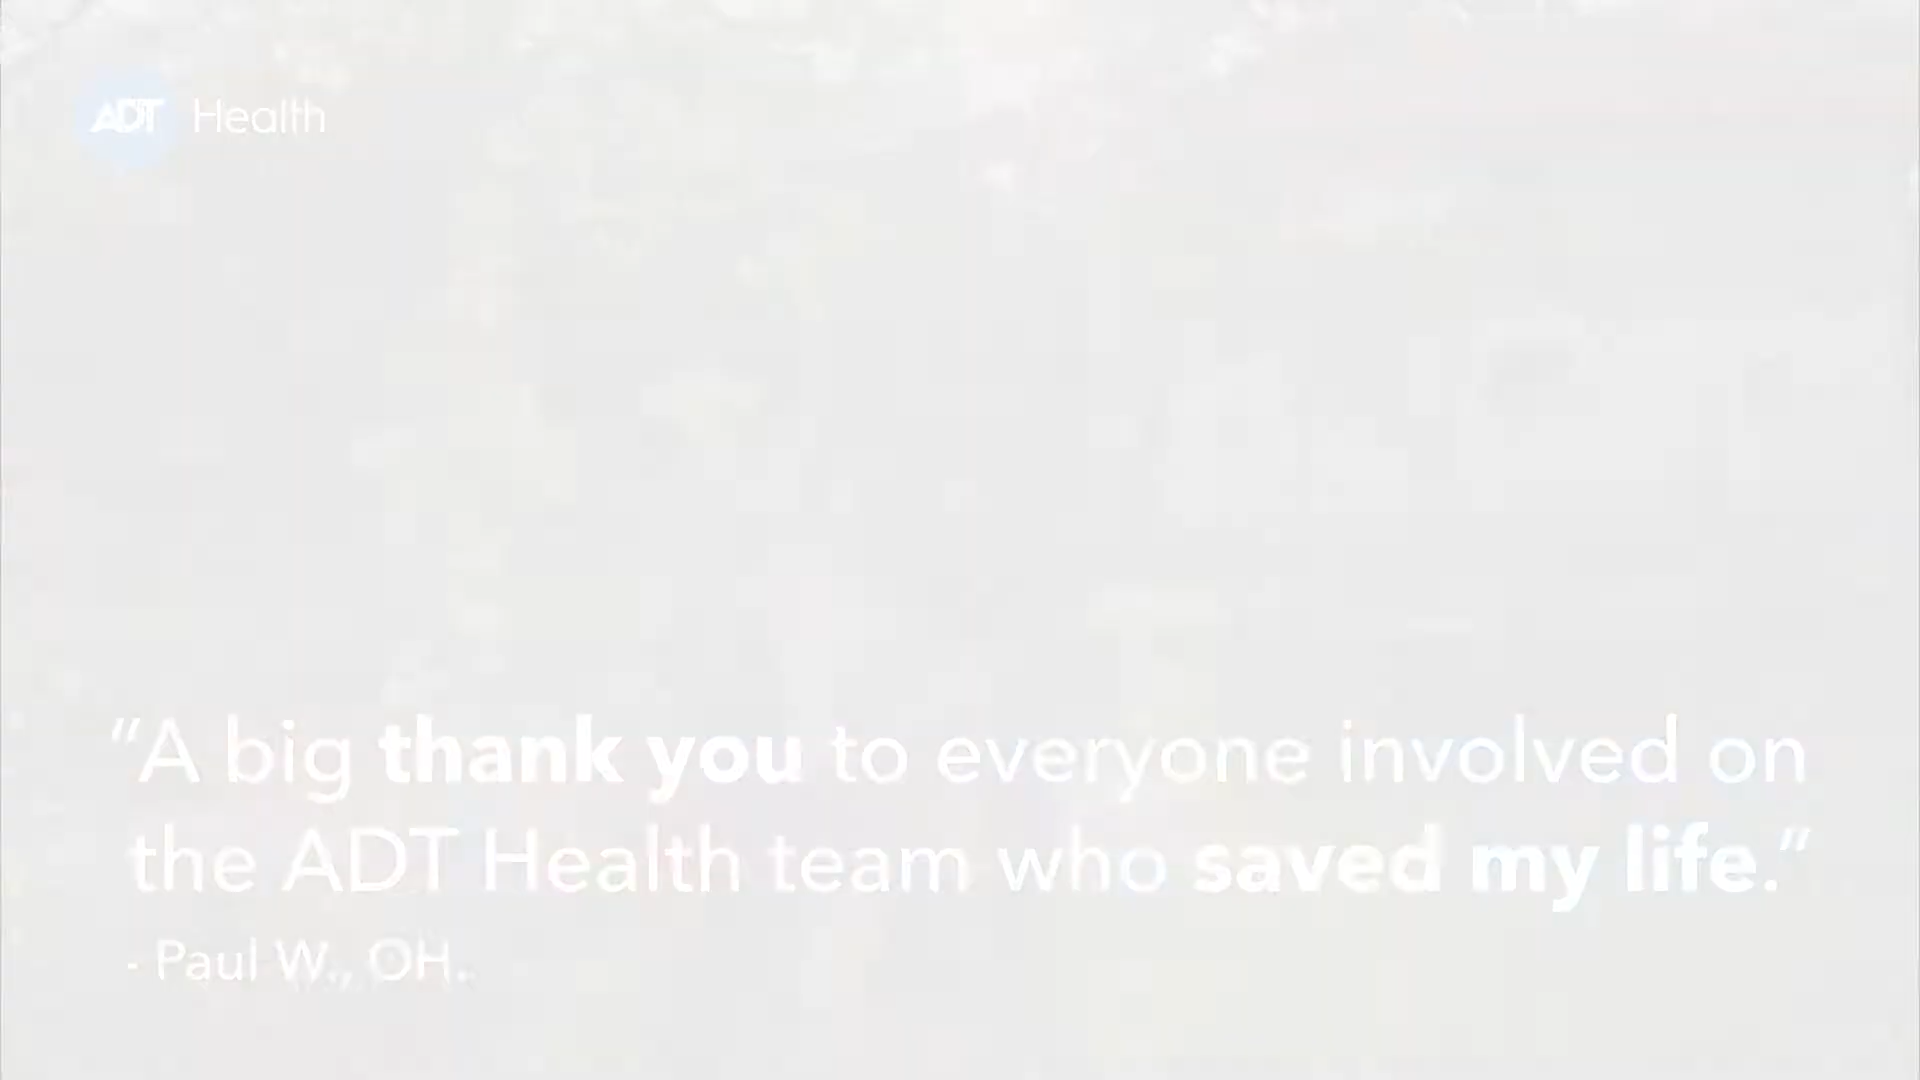 ADT Health
“A big thank you to everyone involved on
the ADT Health team who saved my life.”
- Paul W., OH.